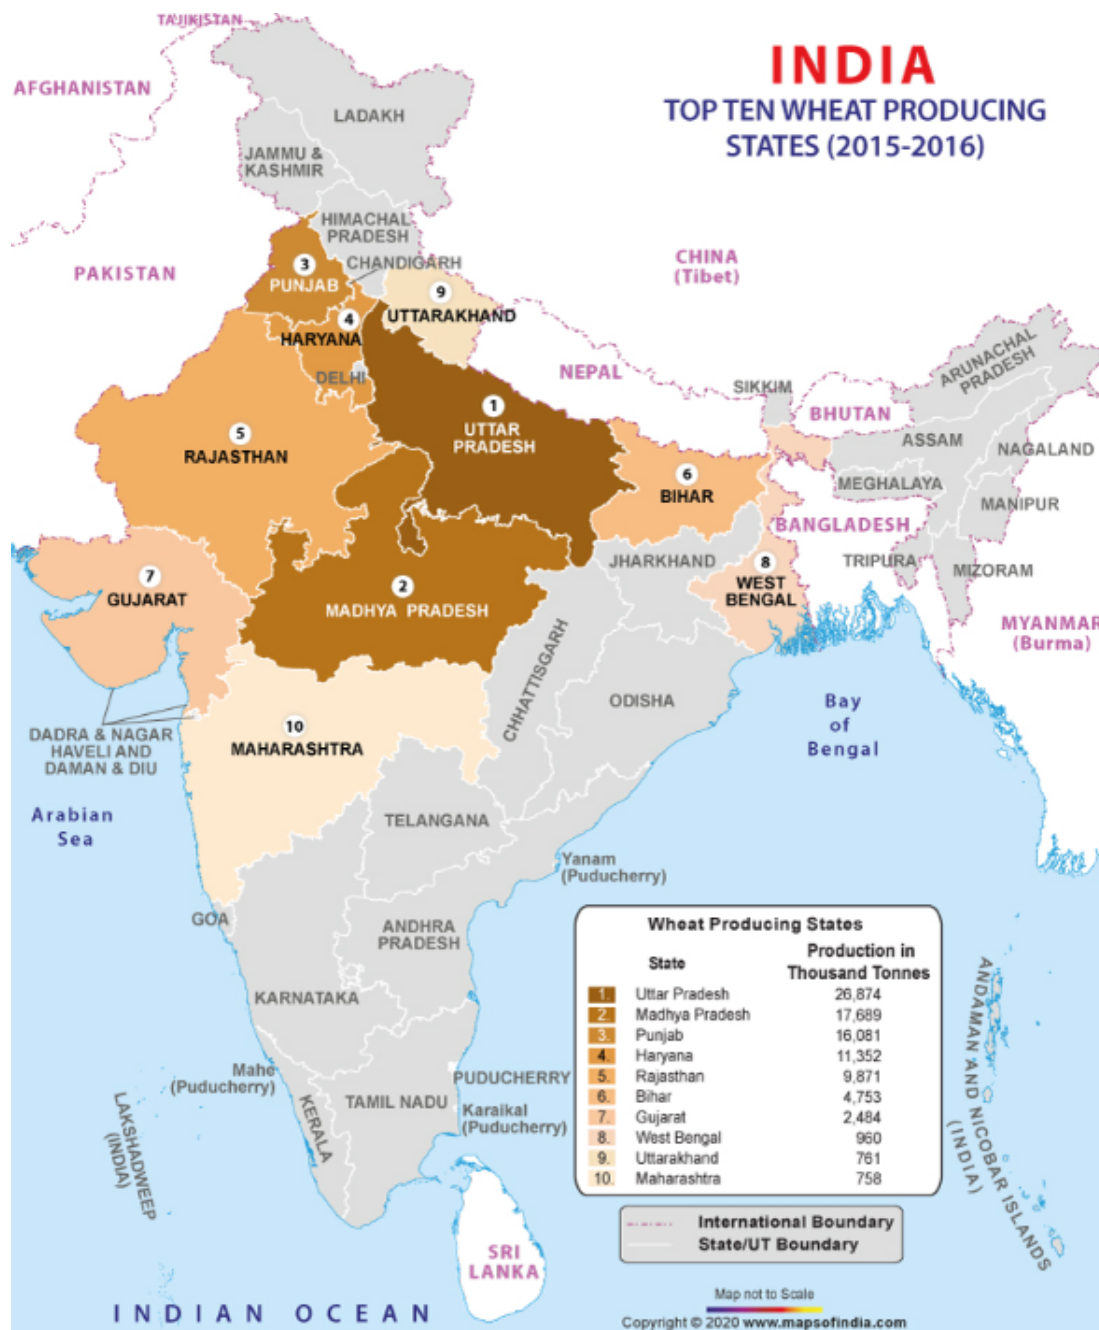 TAJIKISTAN
INDIA
TOP TEN WHEAT PRODUCING
STATES (2015-2016)
AFGHANISTAN
LADAKH
JAMMU &
KASHMIR
HIMACHAL
PRADESH
PAKISTAN
CHANDIGARH
CHINA
(Tibet)
3
PUNJAB
9
UTTARAKHAND
4
HARYANA
DELHI
NEPAL
SIKKIM
ARUNACHAL
PRADESH
BHUTAN
1
UTTAR
PRADESH
5
RAJASTHAN
ASSAM
NAGALAND
6
BIHAR
MEGHALAYA
MANIPUR
BANGLADESH
JHARKHAND
TRIPURA
MIZORAM
7
GUJARAT
2
MADHYA PRADESH
8
WEST
BENGAL
MYANMAR
(Burma)
CHHATTISGARH
ODISHA
Bay
of
Bengal
DADRA & NAGAR
HAVELI AND
DAMAN & DIU
10
MAHARASHTRA
Arabian
Sea
TELANGANA
Yanam
(Puducherry)
GOA
ANDHRA
PRADESH
KARNATAKA
Mahe
(Puducherry)
PUDUCHERRY
TAMIL NADU
Karaikal
(Puducherry)
KERALA
LAKSHADWEEP
(INDIA)
ANDAMAN AND NICOBAR ISLANDS
(INDIA)
Wheat Producing States
State Production in
Thousand Tonnes
1. Uttar Pradesh 26,874
2. Madhya Pradesh 17,689
3. Punjab 16,081
4. Haryana 11,352
5. Rajasthan 9,871
6. Bihar 4,753
7. Gujarat 2,484
8. West Bengal 960
9. Uttarakhand 761
10. Maharashtra 758
International Boundary
State/UT Boundary
SRI
LANKA
INDIAN OCEAN
Map not to Scale
Copyright © 2020 www.mapsofindia.com